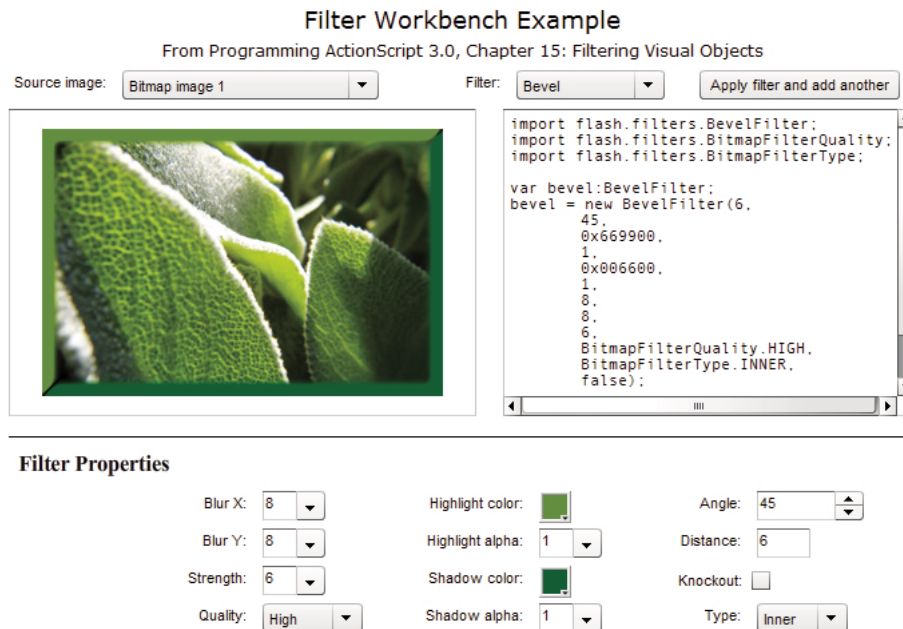 Filter Workbench Example
From Programming ActionScript 3.0, Chapter 15: Filtering Visual Objects
Source image: Bitmap image 1 Filter: Bevel Apply filter and add another
import flash.filters.BevelFilter;
import flash.filters.BitmapFilterQuality;
import flash.filters.BitmapFilterType;
var bevel:BevelFilter;
bevel = new BevelFilter(6,
45,
0x669900,
1,
0x006600,
1,
8,
8,
6,
BitmapFilterQuality.HIGH,
BitmapFilterType.INNER,
false);
Filter Properties
Blur X: 8 Highlight color: Angle: 45
Blur Y: 8 Highlight alpha: 1 Distance: 6
Strength: 6 Shadow color: Knockout:
Quality: High Shadow alpha: 1 Type: Inner